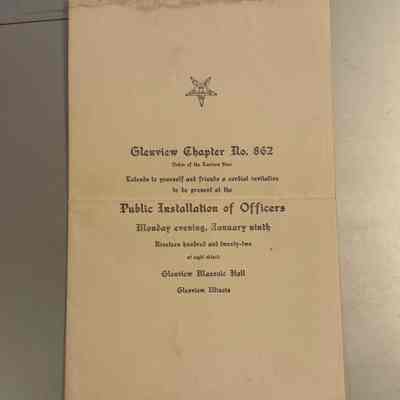 Glenview Chapter No. 862
Order of the Eastern Star
Extends to yourself and friends a cordial invitation
to be present at the
Public Installation of Officers
Monday evening, January ninth
Nineteen hundred and twenty-two
at eight o'clock
Glenview Masonic Hall
Glenview Illinois